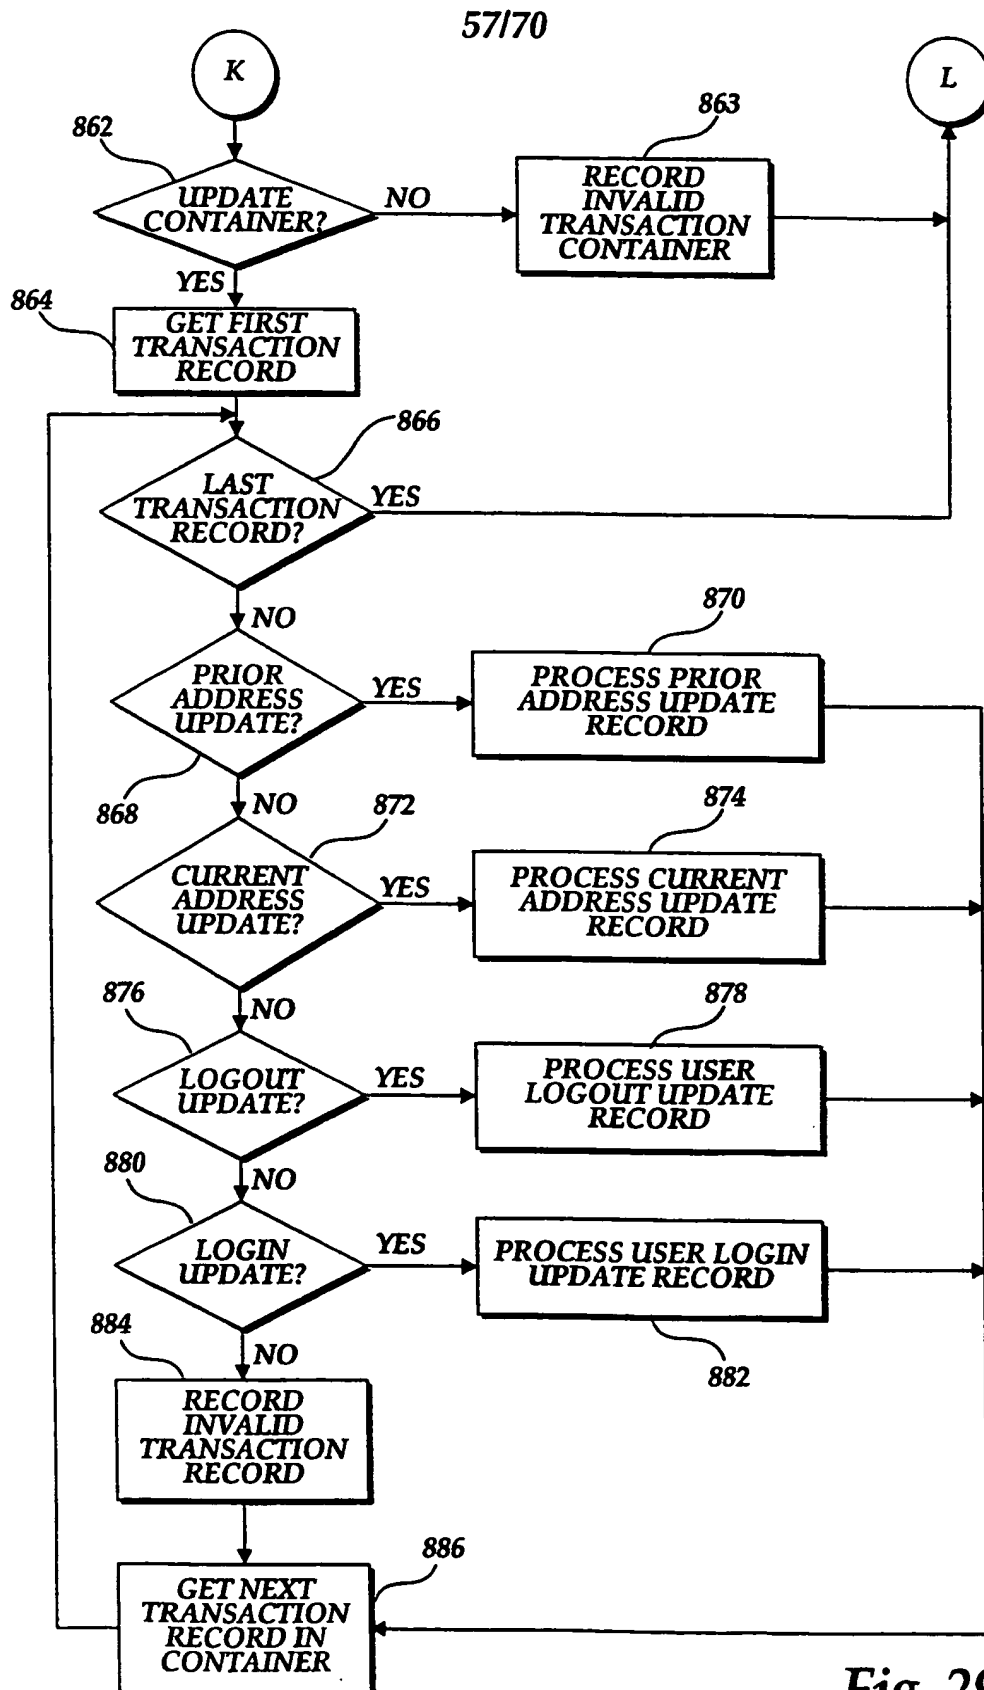 57/70
K
L
862
863
UPDATE
CONTAINER?
NO
RECORD
INVALID
TRANSACTION
CONTAINER
YES
864
GET FIRST
TRANSACTION
RECORD
866
LAST
TRANSACTION
RECORD?
YES
NO
870
PRIOR
ADDRESS
UPDATE?
YES
PROCESS PRIOR
ADDRESS UPDATE
RECORD
868
NO
872
874
CURRENT
ADDRESS
UPDATE?
YES
PROCESS CURRENT
ADDRESS UPDATE
RECORD
876
NO
878
LOGOUT
UPDATE?
YES
PROCESS USER
LOGOUT UPDATE
RECORD
880
NO
LOGIN
UPDATE?
YES
PROCESS USER LOGIN
UPDATE RECORD
884
NO
882
RECORD
INVALID
TRANSACTION
RECORD
886
GET NEXT
TRANSACTION
RECORD IN
CONTAINER
Fig. 29